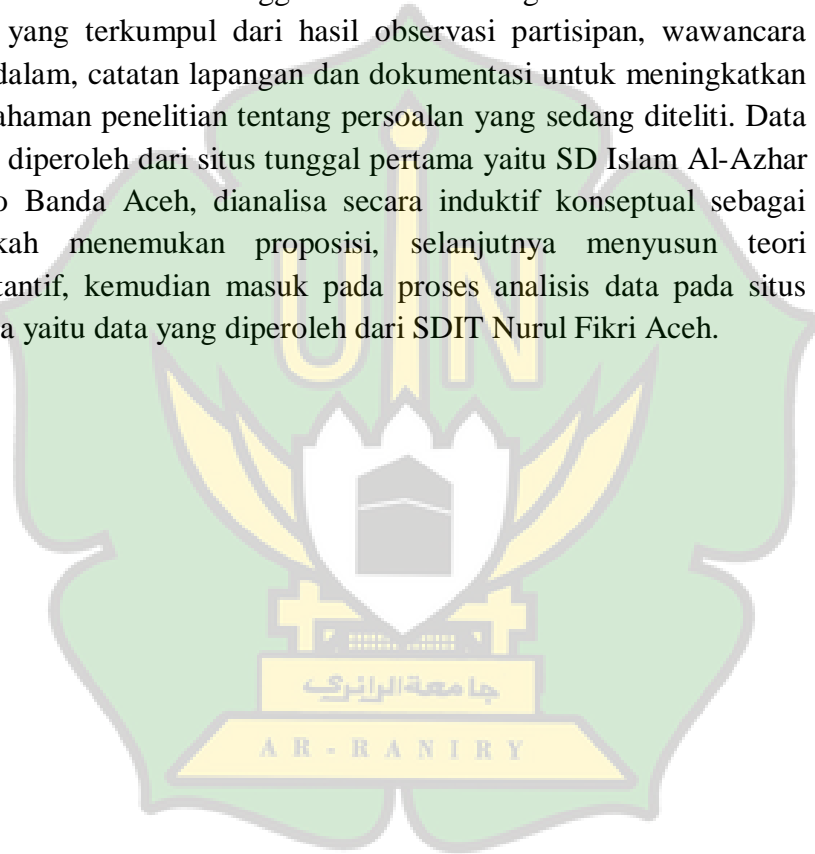 yang terkumpul dari hasil observasi partisipan, wawancara
dalam, catatan lapangan dan dokumentasi untuk meningkatkan
ahaman penelitian tentang persoalan yang sedang diteliti. Data
diperoleh dari situs tunggal pertama yaitu SD Islam Al-Azhar
o Banda Aceh, dianalisa secara induktif konseptual sebagai
kah menemukan proposisi, selanjutnya menyusun teori
tantif, kemudian masuk pada proses analisis data pada situs
a yaitu data yang diperoleh dari SDIT Nurul Fikri Aceh.
UIN
جامعة الرانري
AR-RANIRY